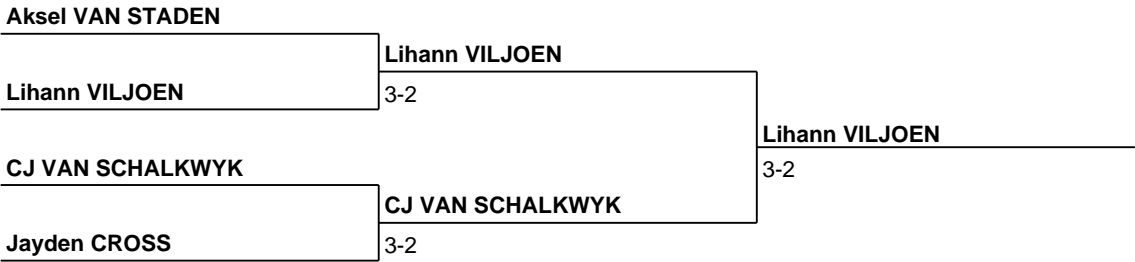 Aksel VAN STADEN
Lihann VILJOEN
Lihann VILJOEN
3-2
Lihann VILJOEN
CJ VAN SCHALKWYK
3-2
CJ VAN SCHALKWYK
Jayden CROSS
3-2